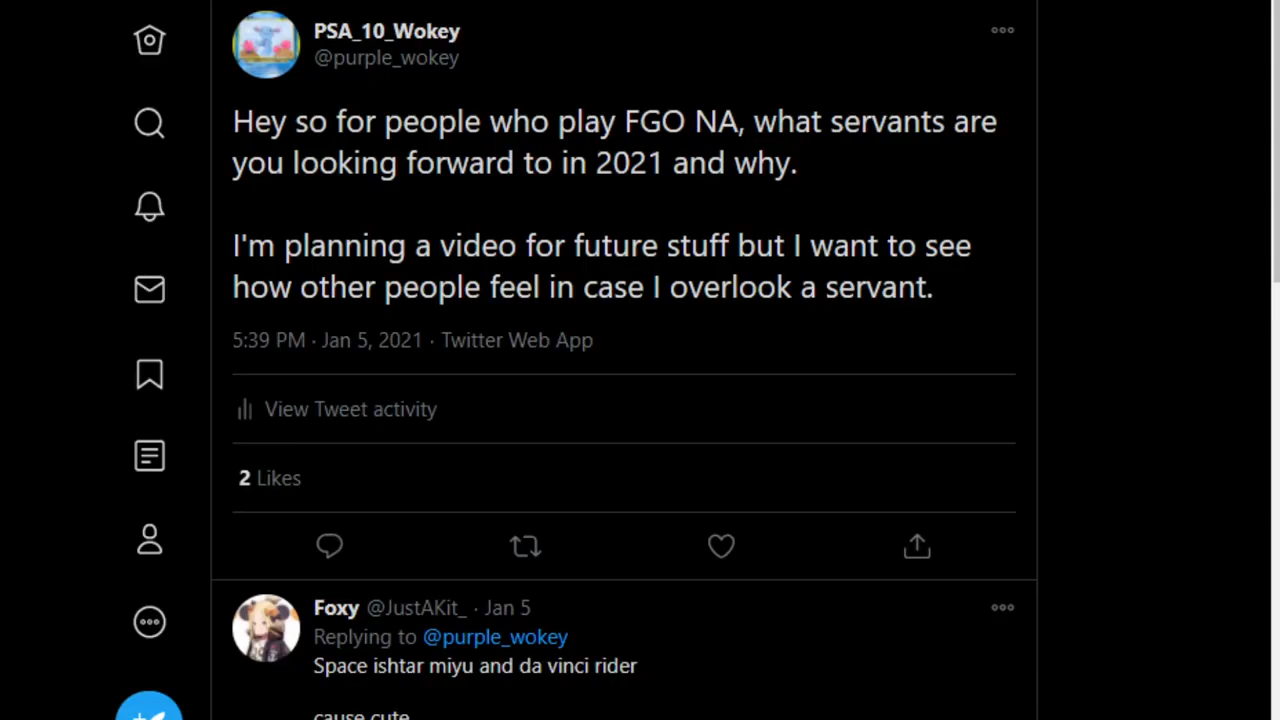 PSA_10_Wokey
@purple_wokey
Hey so for people who play FGO NA, what servants are
you looking forward to in 2021 and why.
I'm planning a video for future stuff but I want to see
how other people feel in case I overlook a servant.
5:39 PM · Jan 5, 2021 · Twitter Web App
View Tweet activity
2 Likes
Foxy @JustAKit_ · Jan 5
Replying to @purple_wokey
Space ishtar miyu and da vinci rider
cause cute